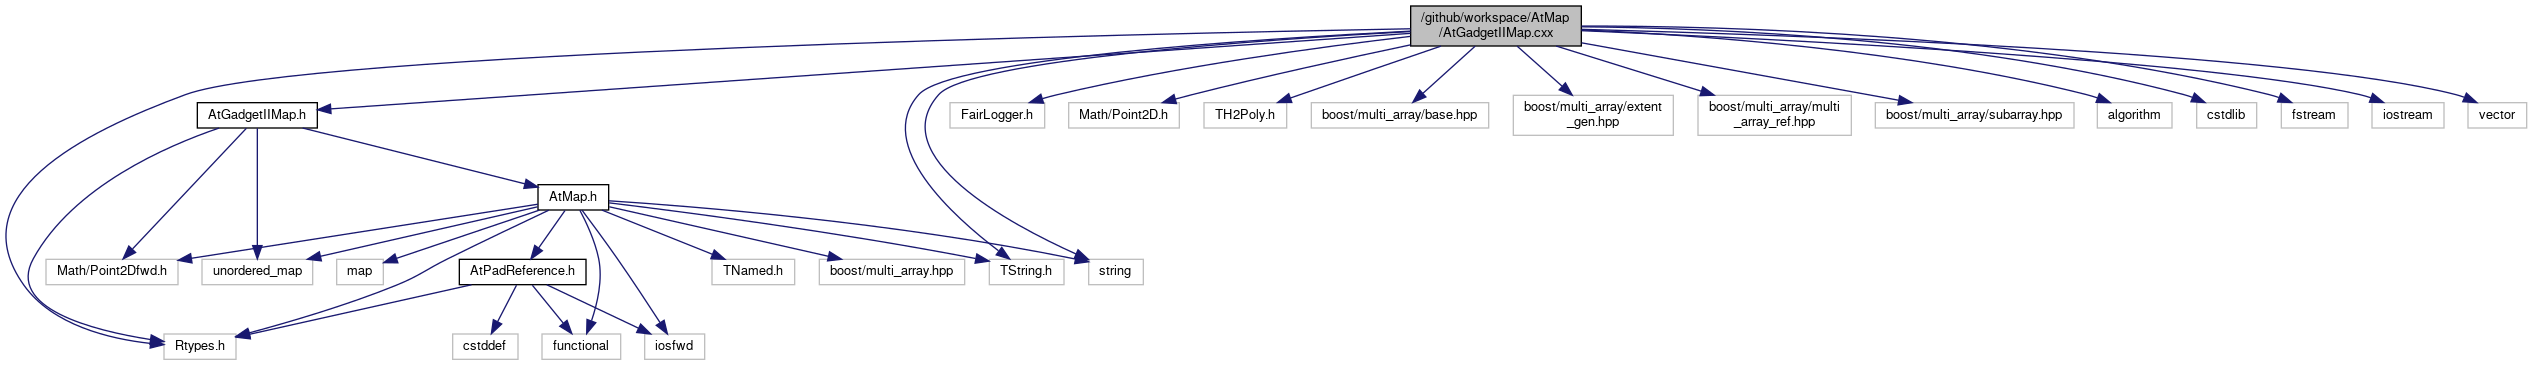 /github/workspace/AtMap
/AtGadgetIIMap.cxx
AtGadgetIIMap.h
FairLogger.h
Math/Point2D.h
TH2Poly.h
boost/multi_array/base.hpp
boost/multi_array/extent
_gen.hpp
boost/multi_array/multi
_array_ref.hpp
boost/multi_array/subarray.hpp
algorithm
cstdlib
fstream
iostream
vector
AtMap.h
Math/Point2Dfwd.h
unordered_map
map
AtPadReference.h
TNamed.h
boost/multi_array.hpp
TString.h
string
Rtypes.h
cstddef
functional
iosfwd